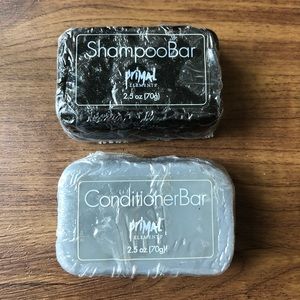 ShampooBar
primal
ELEMENTS
2.5 oz (70g)
ConditionerBar
primal
ELEMENTS
2.5 oz (70g)